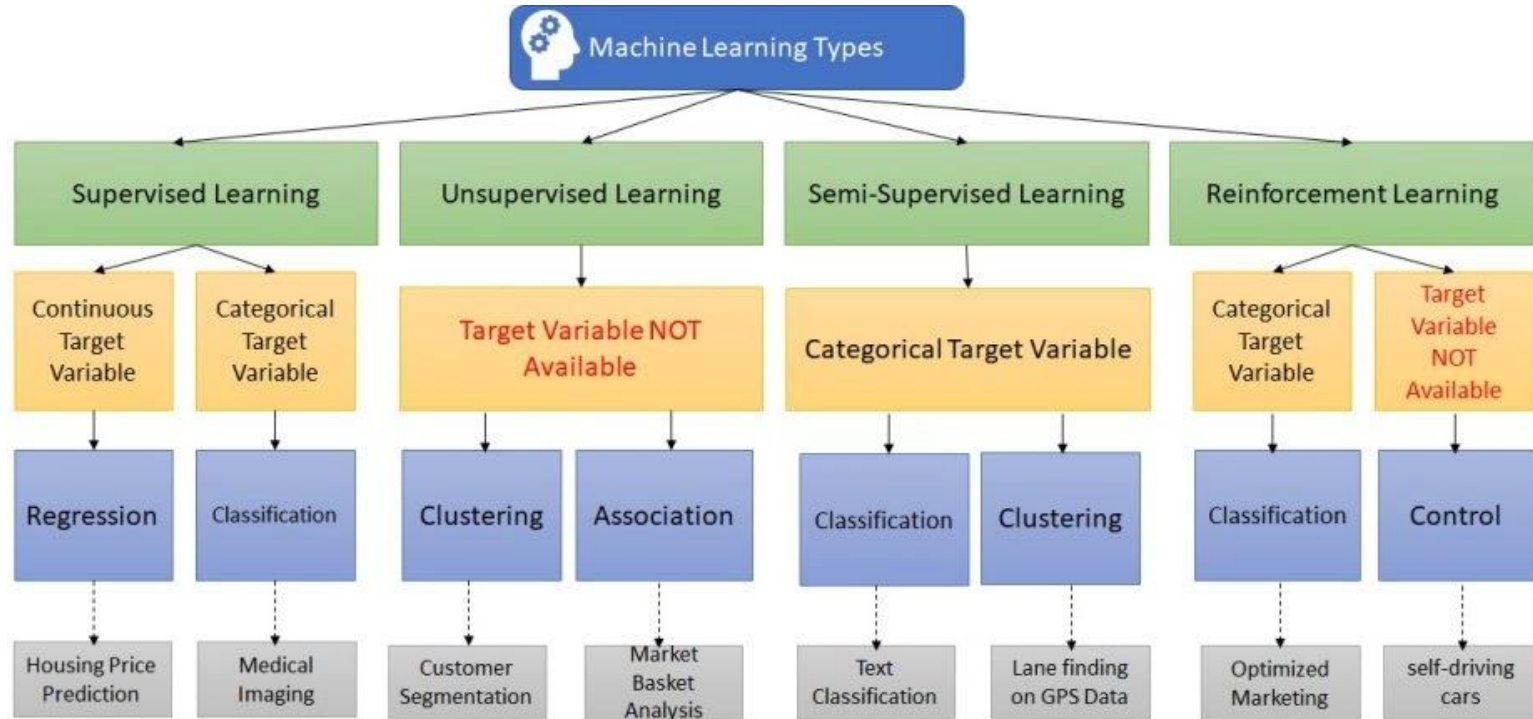 Machine Learning Types
Supervised Learning
Unsupervised Learning
Semi-Supervised Learning
Reinforcement Learning
Continuous
Target
Variable
Categorical
Target
Variable
Target Variable NOT
Available
Categorical Target Variable
Categorical
Target
Variable
Target
Variable
NOT
Available
Regression
Classification
Clustering
Association
Classification
Clustering
Classification
Control
Housing Price
Prediction
Medical
Imaging
Customer
Segmentation
Market
Basket
Analysis
Text
Classification
Lane finding
on GPS Data
Optimized
Marketing
self-driving
cars